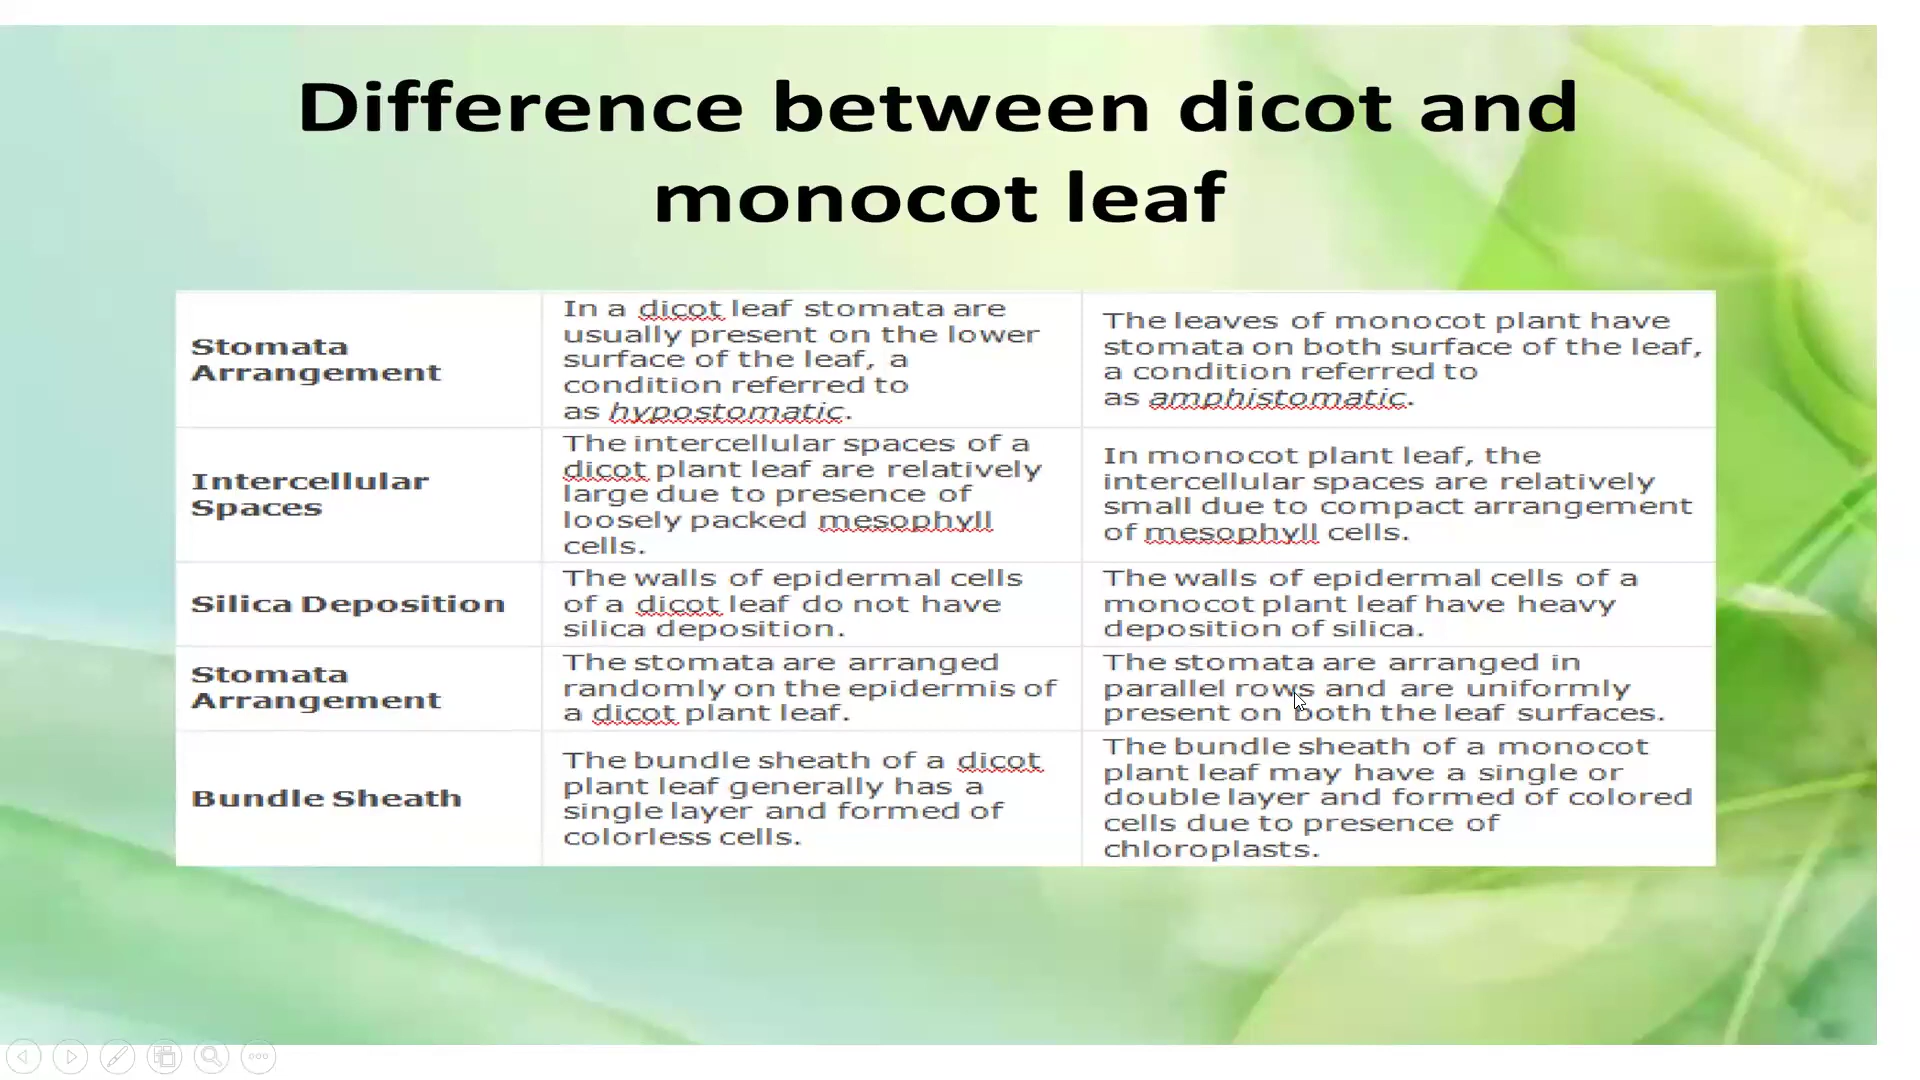 Difference between dicot and
monocot leaf
Stomata
Arrangement
In a dicot leaf stomata are
usually present on the lower
surface of the leaf, a
condition referred to
as hypostomatic.
The leaves of monocot plant have
stomata on both surface of the leaf,
a condition referred to
as amphistomatic.
Intercellular
Spaces
The intercellular spaces of a
dicot plant leaf are relatively
large due to presence of
loosely packed mesophyll
cells.
In monocot plant leaf, the
intercellular spaces are relatively
small due to compact arrangement
of mesophyll cells.
Silica Deposition
The walls of epidermal cells
of a dicot leaf do not have
silica deposition.
The walls of epidermal cells of a
monocot plant leaf have heavy
deposition of silica.
Stomata
Arrangement
The stomata are arranged
randomly on the epidermis of
a dicot plant leaf.
The stomata are arranged in
parallel rows and are uniformly
present on both the leaf surfaces.
Bundle Sheath
The bundle sheath of a dicot
plant leaf generally has a
single layer and formed of
colorless cells.
The bundle sheath of a monocot
plant leaf may have a single or
double layer and formed of colored
cells due to presence of
chloroplasts.